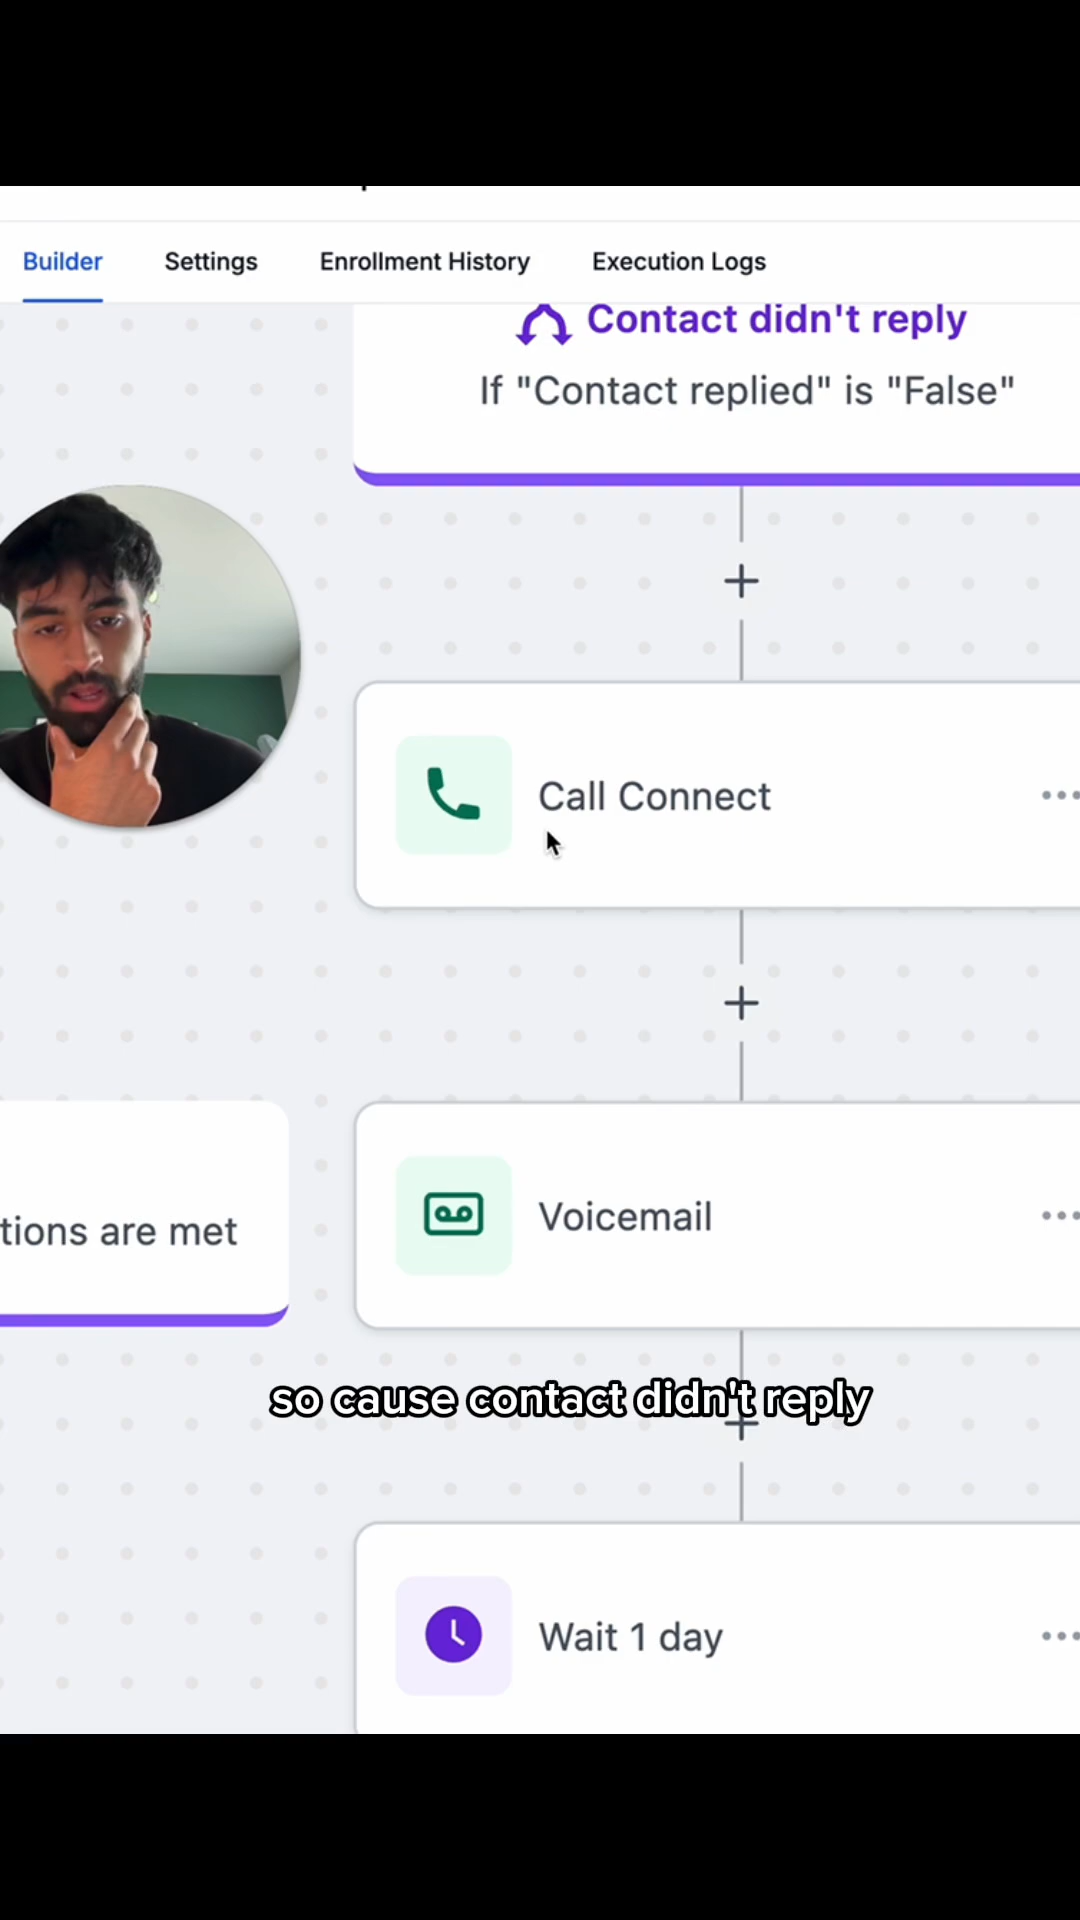 Builder
Settings
Enrollment History
Execution Logs
Contact didn't reply
If "Contact replied" is "False"
Call Connect
Voicemail
tions are met
so cause contact didn't reply
Wait 1 day